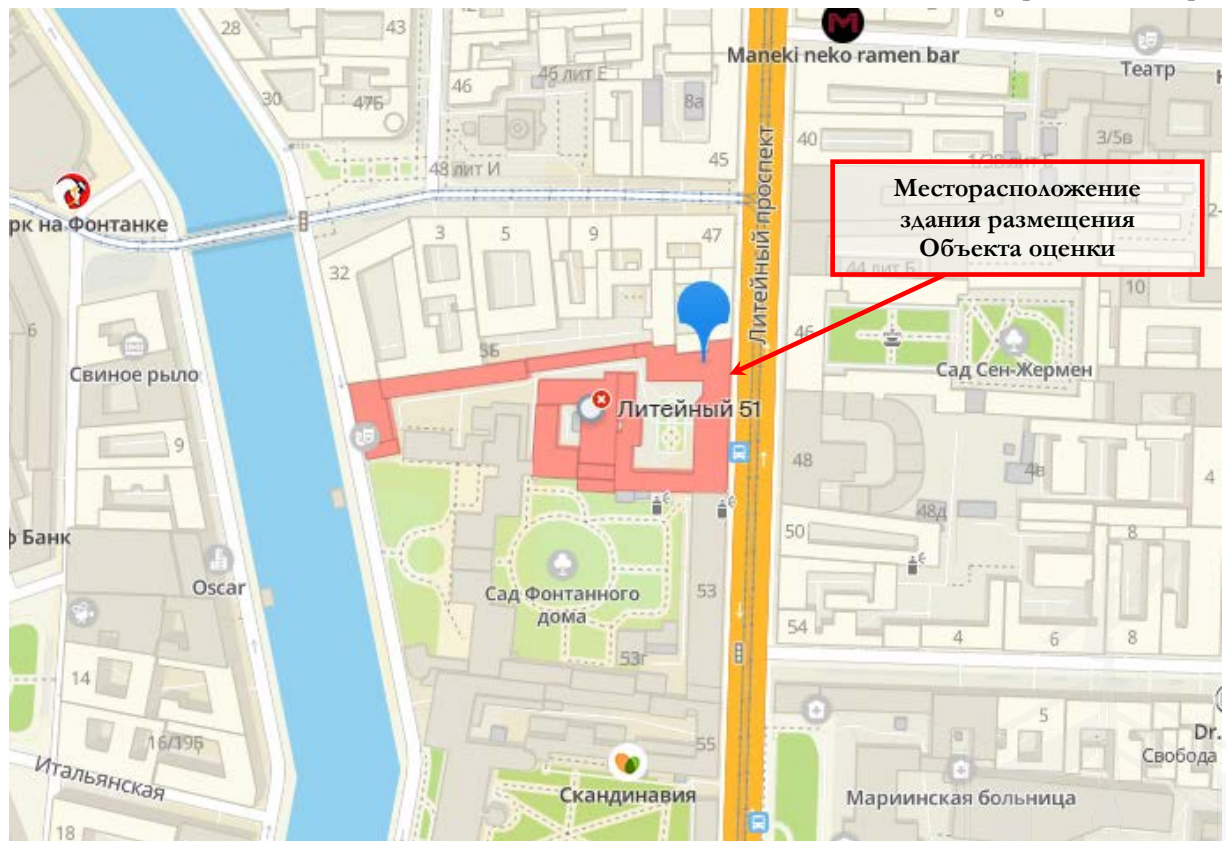 28
43
Maneki neko ramen bar
Театр
46 лит Е
46
30
47Б
8а
40
3/5в
45
48 лит И
Литейный проспект
Месторасположение
здания размещения
Объекта оценки
14
рк на Фонтанке
3
5
9
47
32
44 лит Б
10
6
46
3Б
Свиное рыло
Сад Сен-Жермен
Литейный 51
9
48
4в
4
48д
50
8
ф Банк
Oscar
Сад Фонтанного
дома
53
54
4
6
8
53г
14
5
16/19Б
55
Dr.
Свобода
Итальянская
Скандинавия
Мариинская больница
18